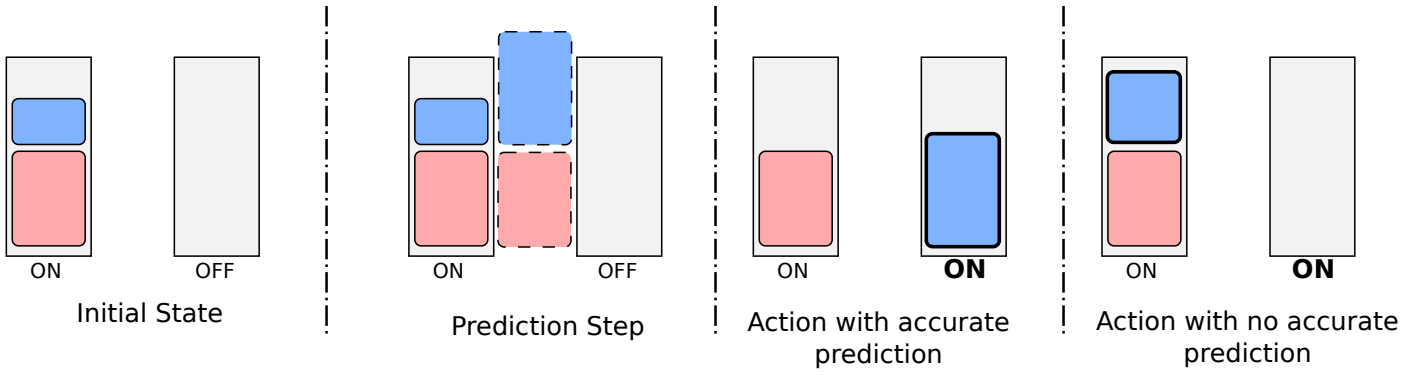 ON
OFF
Initial State
ON
OFF
Prediction Step
ON
ON
Action with accurate
prediction
ON
ON
Action with no accurate
prediction